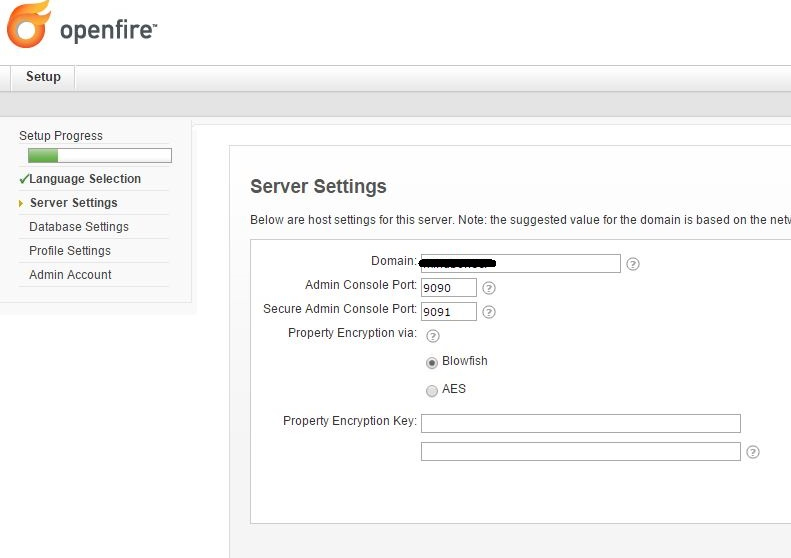 openfire™
Setup
Setup Progress
Language Selection
Server Settings
Database Settings
Profile Settings
Admin Account
Server Settings
Below are host settings for this server. Note: the suggested value for the domain is based on the
Domain:
Admin Console Port: 9090
Secure Admin Console Port: 9091
Property Encryption via:
Blowfish
AES
Property Encryption Key: